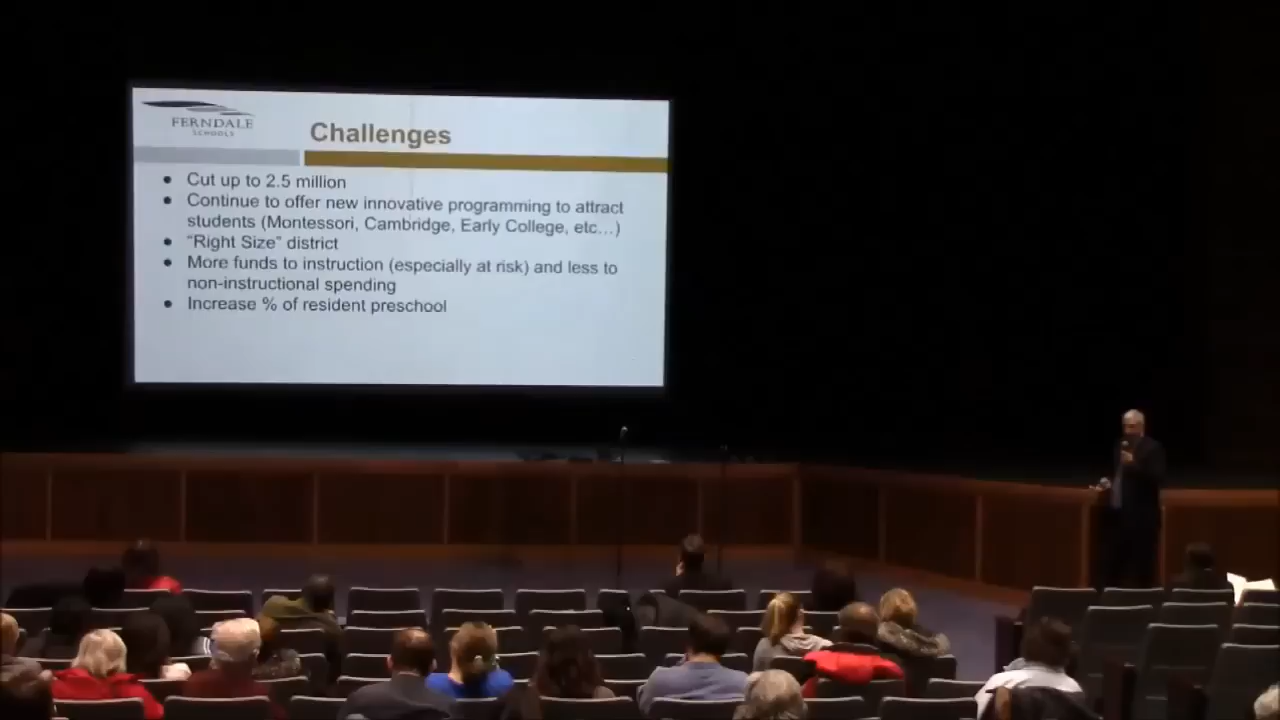 FERNDALE
SCHOOLS
Challenges
• Cut up to 2.5 million
• Continue to offer new innovative programming to attract
students (Montessori, Cambridge, Early College, etc...)
• "Right Size" district
• More funds to instruction (especially at risk) and less to
non-instructional spending
• Increase % of resident preschool